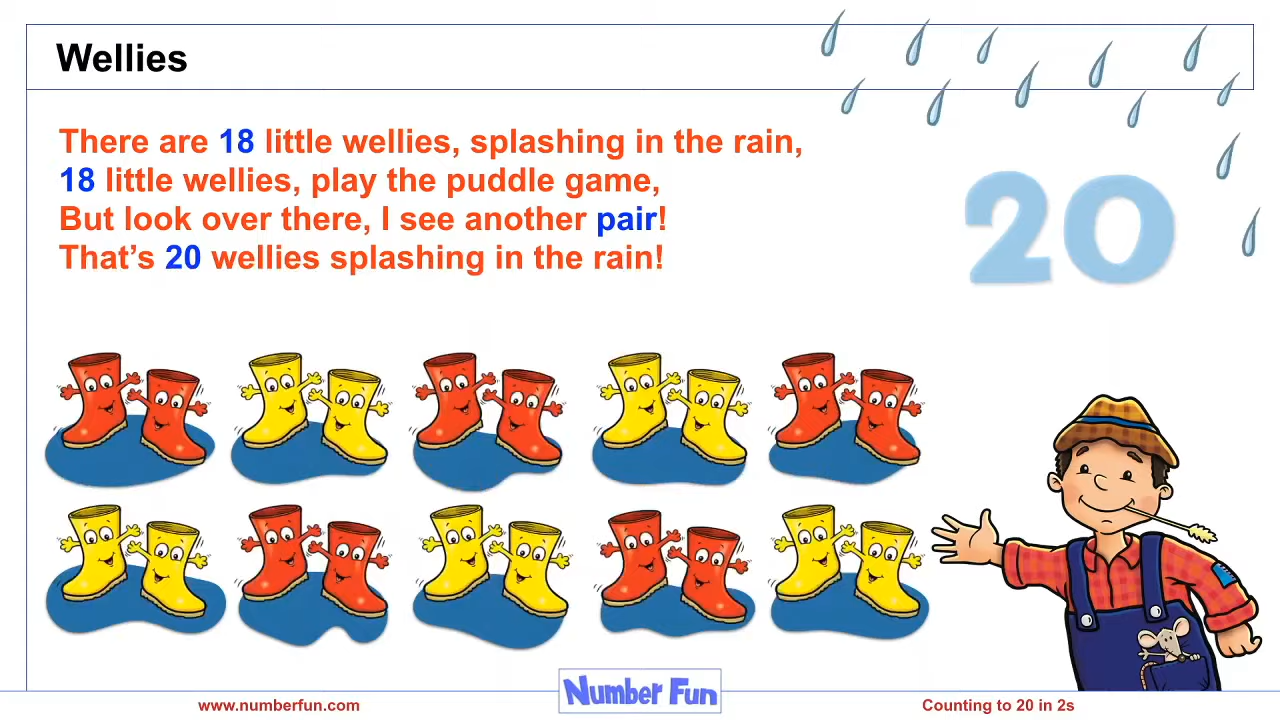 Wellies
There are 18 little wellies, splashing in the rain,
18 little wellies, play the puddle game,
But look over there, I see another pair!
That’s 20 wellies splashing in the rain!
20
www.numberfun.com
Number Fun
Counting to 20 in 2s